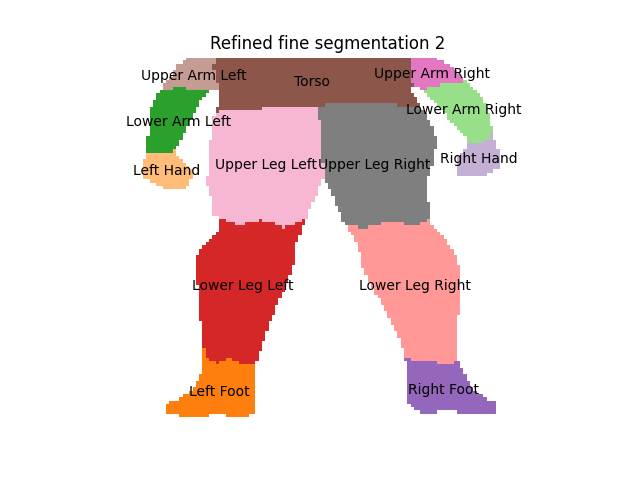 Refined fine segmentation 2
Upper Arm Left
Torso
Upper Arm Right
Lower Arm Left
Lower Arm Right
Left Hand
Upper Leg Left
Upper Leg Right
Right Hand
Lower Leg Left
Lower Leg Right
Left Foot
Right Foot